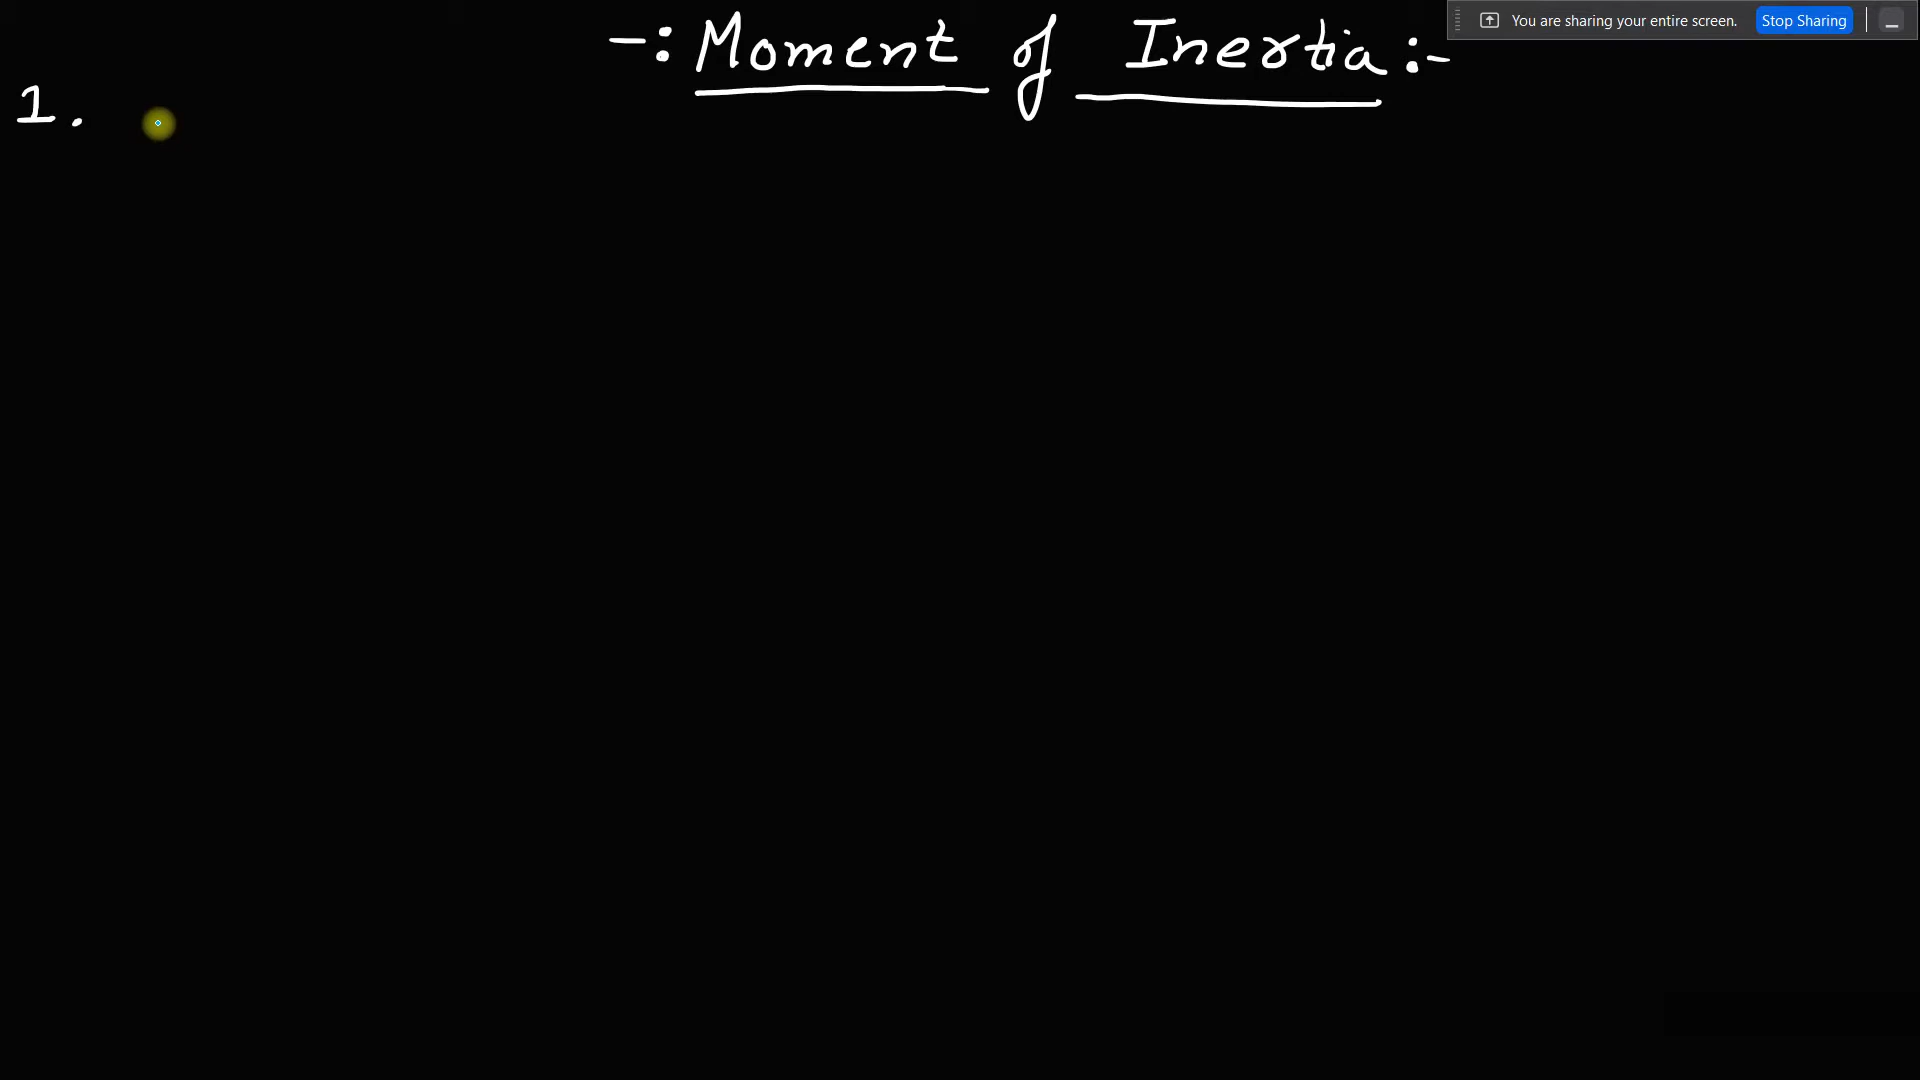 You are sharing your entire screen. Stop Sharing
-: Moment of Inertia :-
1.